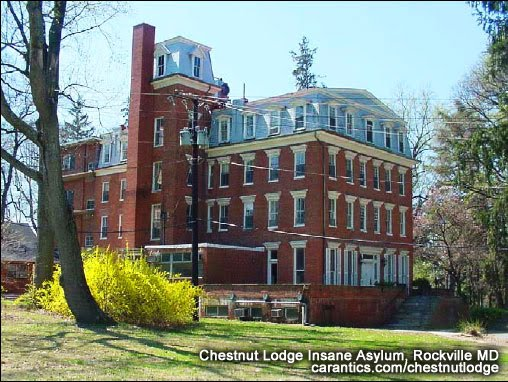 Chestnut Lodge Insane Asylum, Rockville MD
carantics.com/chestnutlodge